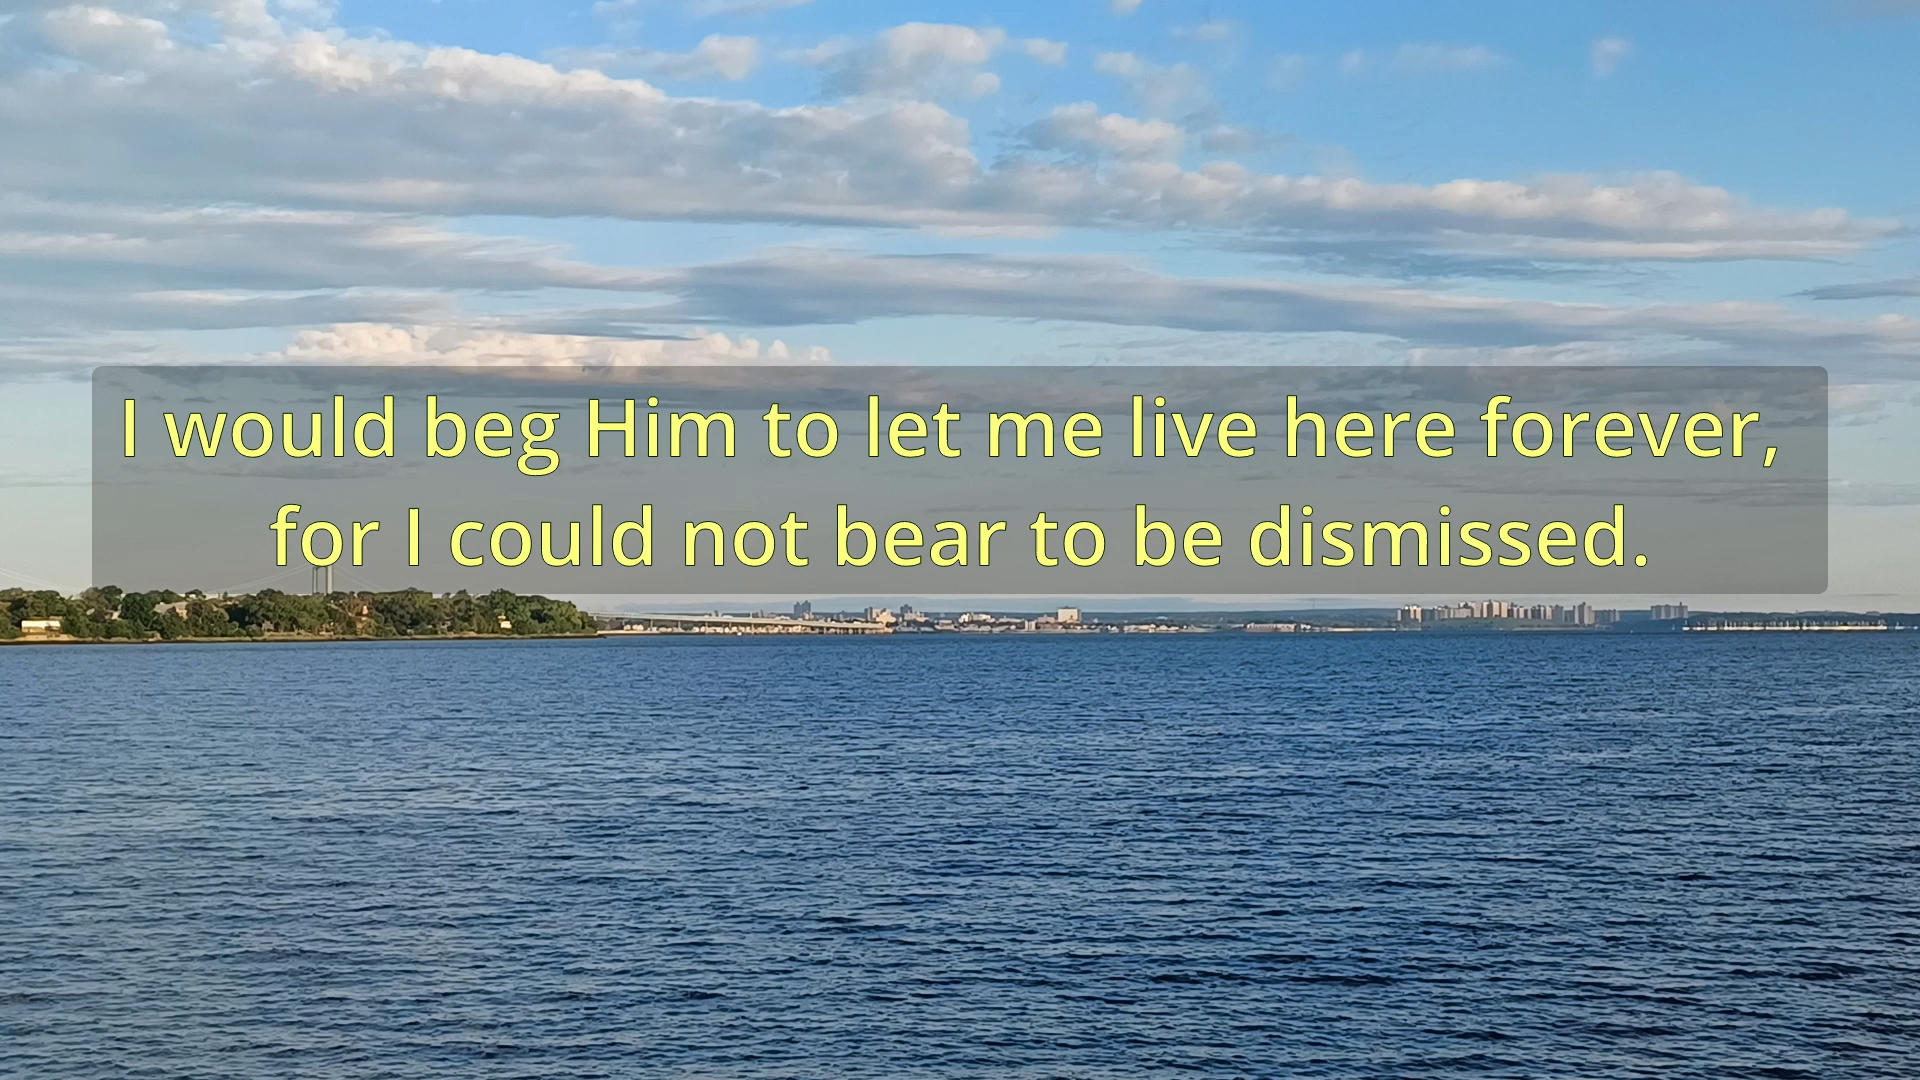 I would beg Him to let me live here forever,
for I could not bear to be dismissed.